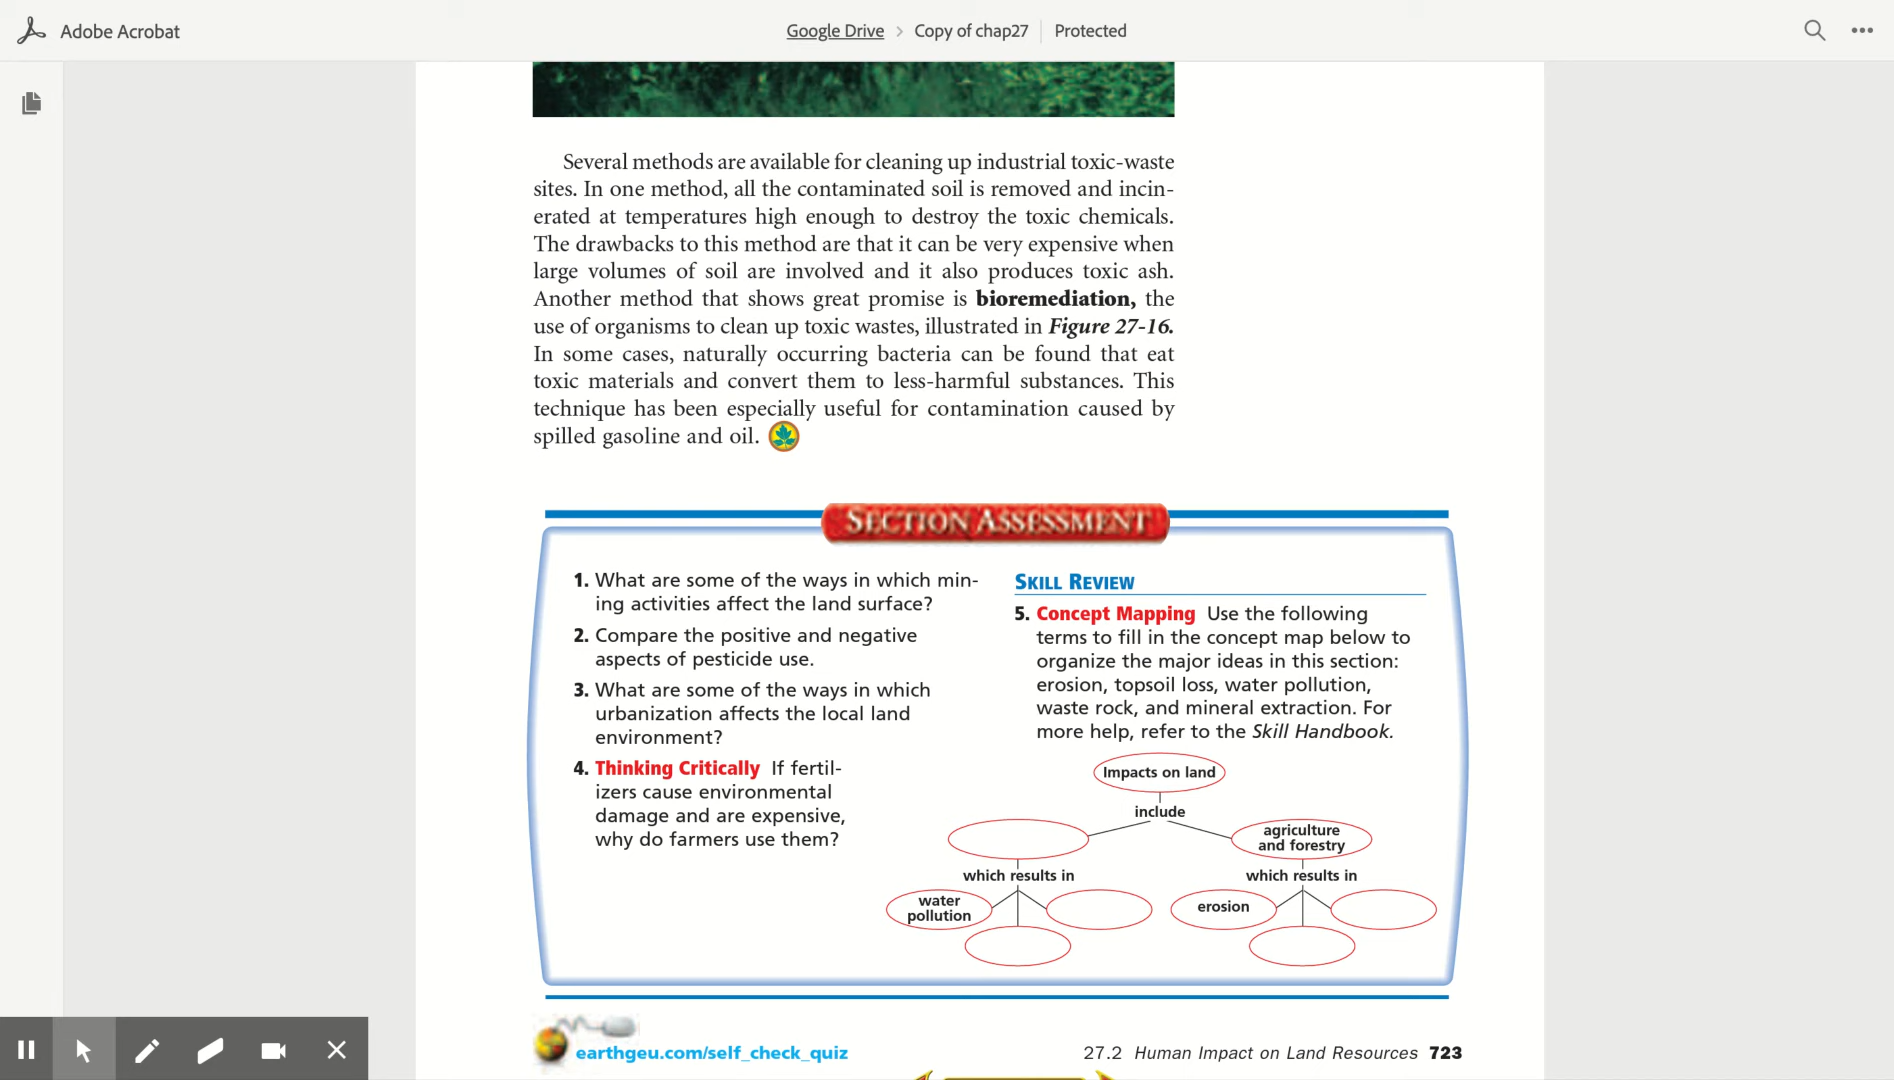 Adobe Acrobat
Google Drive > Copy of chap27 | Protected
Several methods are available for cleaning up industrial toxic-waste
sites. In one method, all the contaminated soil is removed and incin-
erated at temperatures high enough to destroy the toxic chemicals.
The drawbacks to this method are that it can be very expensive when
large volumes of soil are involved and it also produces toxic ash.
Another method that shows great promise is bioremediation, the
use of organisms to clean up toxic wastes, illustrated in Figure 27-16.
In some cases, naturally occurring bacteria can be found that eat
toxic materials and convert them to less-harmful substances. This
technique has been especially useful for contamination caused by
spilled gasoline and oil.
SECTION ASSESSMENT
1. What are some of the ways in which min-
ing activities affect the land surface?
2. Compare the positive and negative
aspects of pesticide use.
3. What are some of the ways in which
urbanization affects the local land
environment?
4. Thinking Critically If fertil-
izers cause environmental
damage and are expensive,
why do farmers use them?
SKILL REVIEW
5. Concept Mapping Use the following
terms to fill in the concept map below to
organize the major ideas in this section:
erosion, topsoil loss, water pollution,
waste rock, and mineral extraction. For
more help, refer to the Skill Handbook.
Impacts on land
include
agriculture
and forestry
which results in
which results in
water
pollution
erosion
earthgeu.com/self_check_quiz
27.2 Human Impact on Land Resources 723